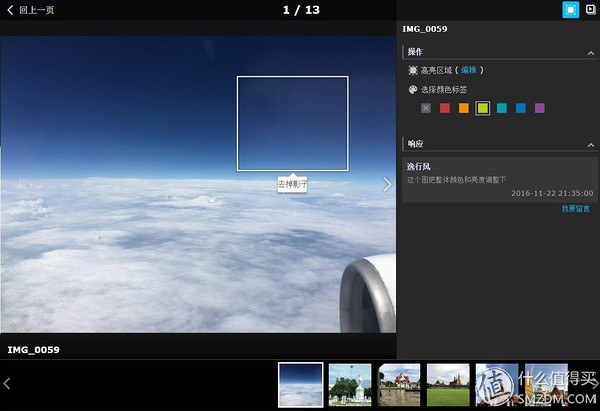 回上一页
1 / 13
IMG_0059
操作
高亮区域 ( 编辑 )
选择颜色标签
去掉影子
响应
逸行风
这个图把整体颜色和亮度调整下
2016-11-22 21:35:00
我要留言
IMG_0059
值 什么值得买
SMZDM.COM